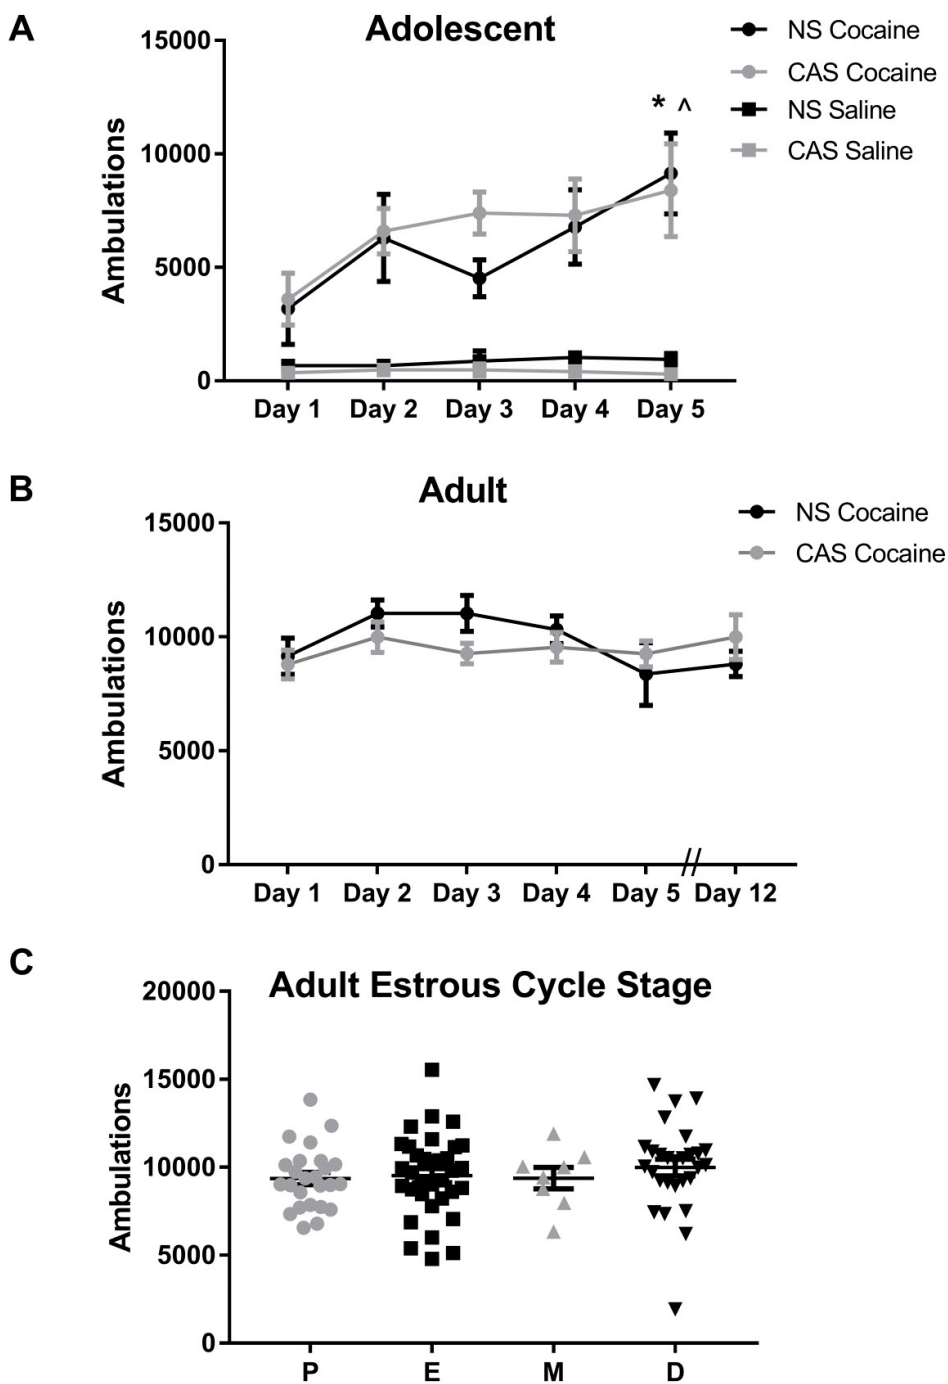 A
Adolescent
NS Cocaine
CAS Cocaine
NS Saline
CAS Saline
* ^
Ambulations
15000
10000
5000
0
Day 1 Day 2 Day 3 Day 4 Day 5
B
Adult
NS Cocaine
CAS Cocaine
Ambulations
15000
10000
5000
0
Day 1 Day 2 Day 3 Day 4 Day 5 // Day 12
C
Adult Estrous Cycle Stage
Ambulations
20000
15000
10000
5000
0
P E M D